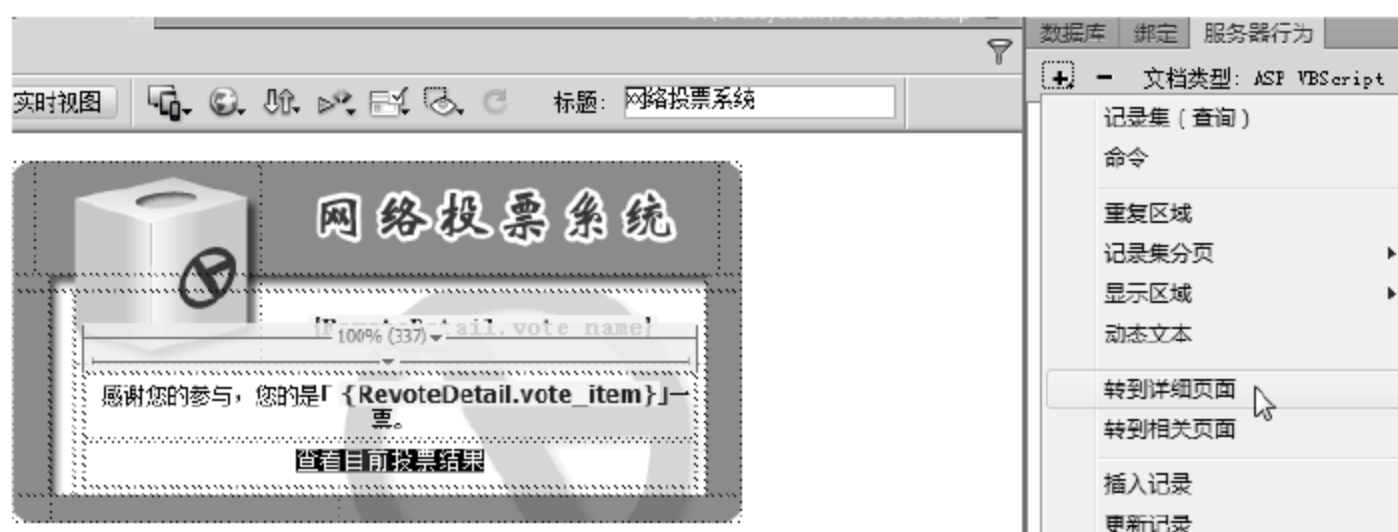 数据库 绑定 服务器行为
文档类型: ASP VBScript
实时视图 标题: 网络投票系统
记录集(查询)
命令
重复区域
记录集分页
显示区域
动态文本
转到详细页面
转到相关页面
插入记录
更新记录
网络投票系统
{RevoteDetail.vote_name}
100% (337)
感谢您的参与，您的是「{RevoteDetail.vote_item}」一
票。
查看目前投票结果